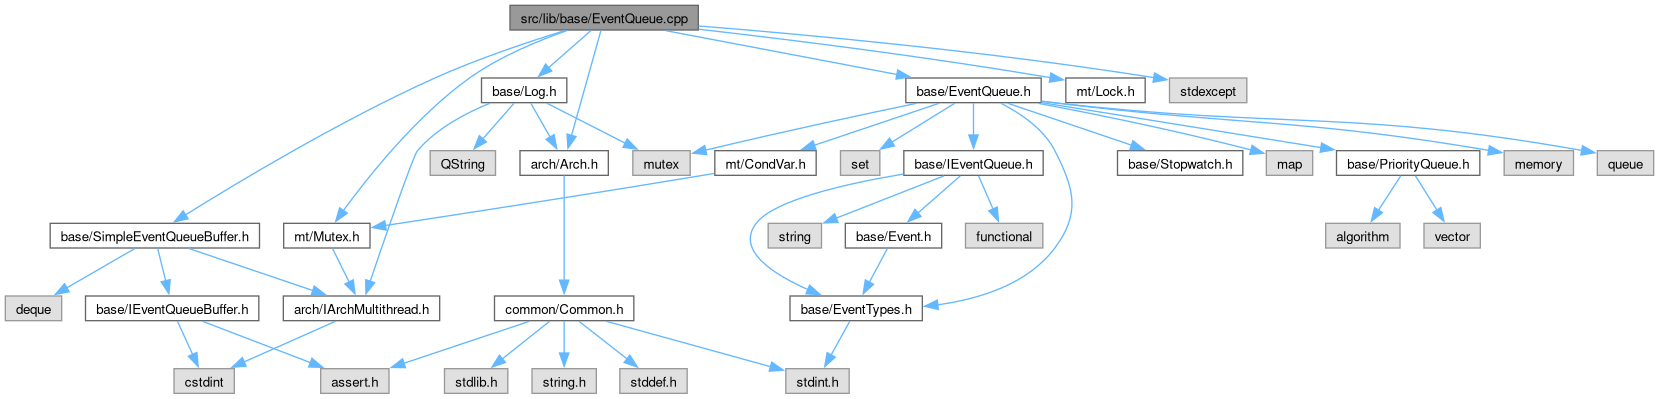 src/lib/base/EventQueue.cpp
base/Log.h
base/EventQueue.h
mt/Lock.h
stdexcept
QString
arch/Arch.h
mutex
mt/CondVar.h
set
base/IEventQueue.h
base/Stopwatch.h
map
base/PriorityQueue.h
memory
queue
base/SimpleEventQueueBuffer.h
mt/Mutex.h
string
base/Event.h
functional
algorithm
vector
deque
base/IEventQueueBuffer.h
arch/IArchMultithread.h
common/Common.h
base/EventTypes.h
cstdint
assert.h
stdlib.h
string.h
stddef.h
stdint.h